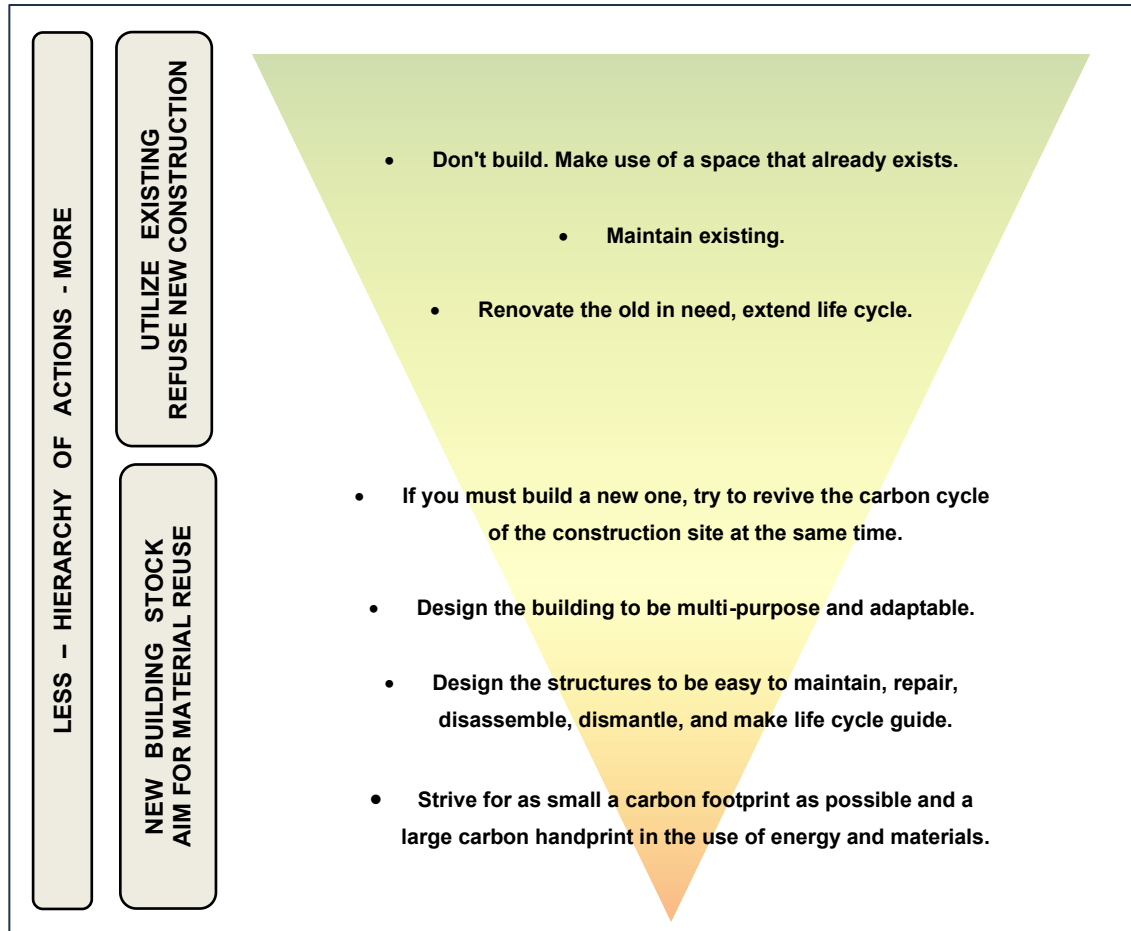 LESS – HIERARCHY OF ACTIONS - MORE
UTILIZE EXISTING
REFUSE NEW CONSTRUCTION
NEW BUILDING STOCK
AIM FOR MATERIAL REUSE
• Don't build. Make use of a space that already exists.
• Maintain existing.
• Renovate the old in need, extend life cycle.
• If you must build a new one, try to revive the carbon cycle
of the construction site at the same time.
• Design the building to be multi-purpose and adaptable.
• Design the structures to be easy to maintain, repair,
disassemble, dismantle, and make life cycle guide.
• Strive for as small a carbon footprint as possible and a
large carbon handprint in the use of energy and materials.